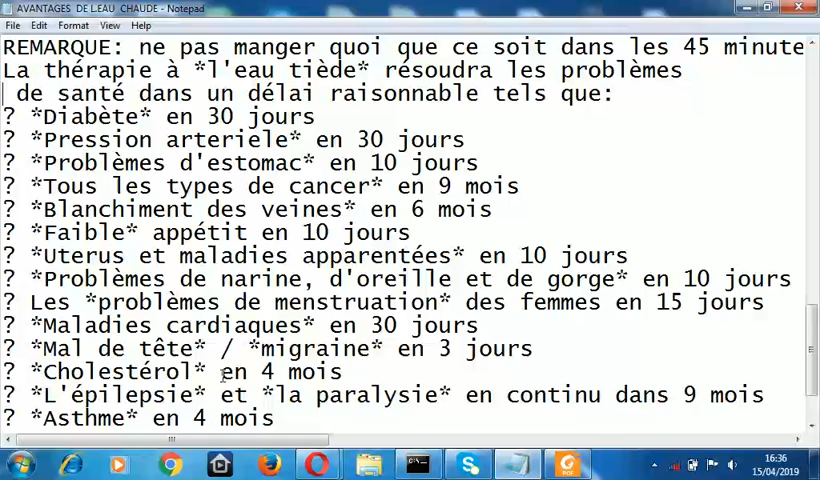 AVANTAGES DE L.EAU CHAUDE - Notepad
File Edit Format View Help
REMARQUE: ne pas manger quoi que ce soit dans les 45 minute
La thérapie à *l'eau tiède* résoudra les problèmes
de santé dans un délai raisonnable tels que:
? *Diabète* en 30 jours
? *Pression arteriele* en 30 jours
? *Problèmes d'estomac* en 10 jours
? *Tous les types de cancer* en 9 mois
? *Blanchiment des veines* en 6 mois
? *Faible* appétit en 10 jours
? *Uterus et maladies apparentées* en 10 jours
? *Problèmes de narine, d'oreille et de gorge* en 10 jours
? Les *problèmes de menstruation* des femmes en 15 jours
? *Maladies cardiaques* en 30 jours
? *Mal de tête* / *migraine* en 3 jours
? *Cholestérol* en 4 mois
? *L'épilepsie* et *la paralysie* en continu dans 9 mois
? *Asthme* en 4 mois
16:36
15/04/2019